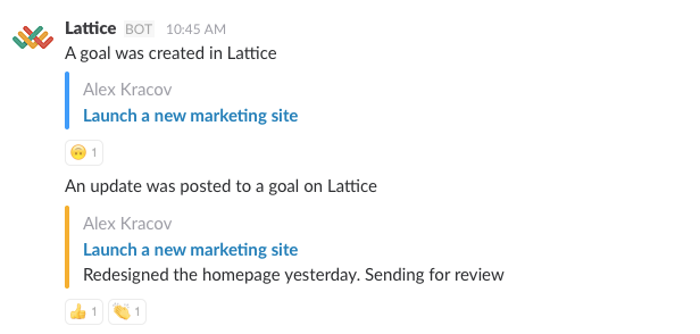 Lattice BOT 10:45 AM
A goal was created in Lattice
Alex Kracov
Launch a new marketing site
1
An update was posted to a goal on Lattice
Alex Kracov
Launch a new marketing site
Redesigned the homepage yesterday. Sending for review
1 1